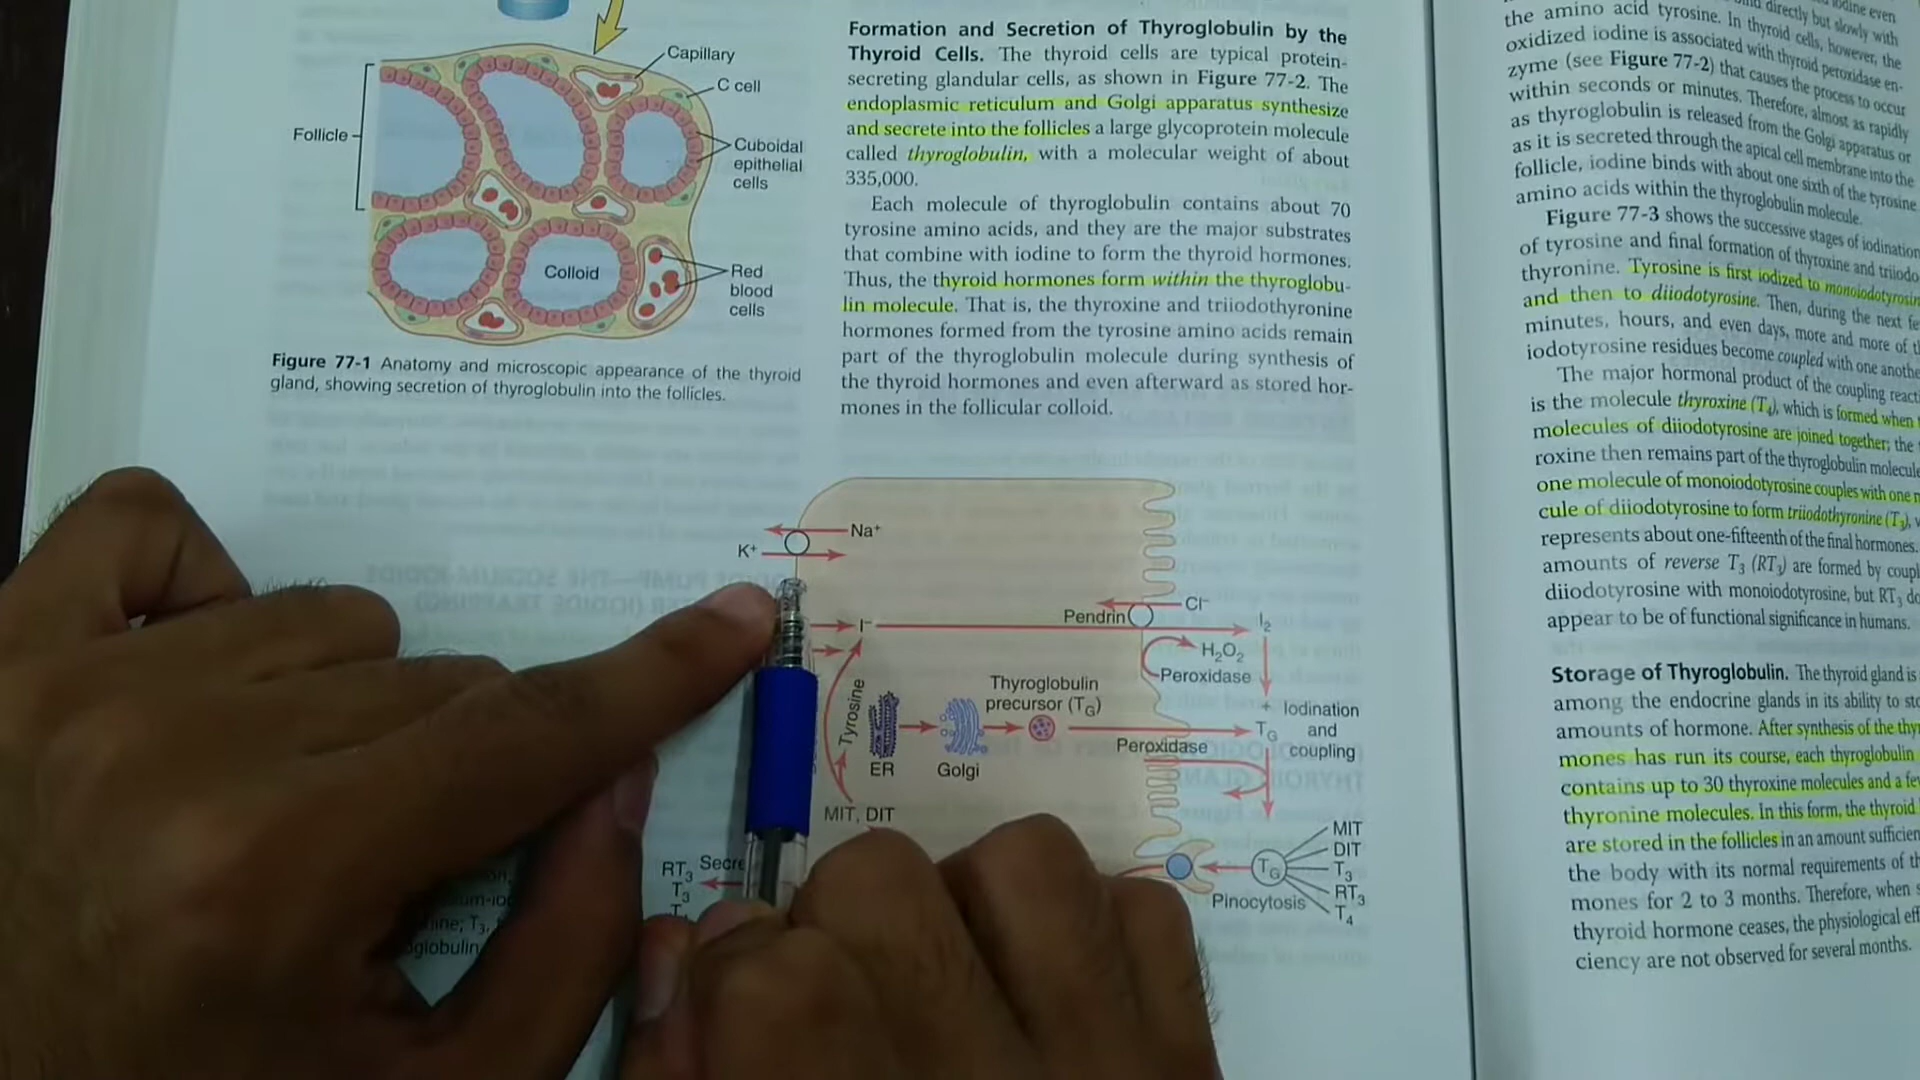 Capillary
C cell
Follicle
Cuboidal
epithelial
cells
Colloid
Red
blood
cells
Figure 77-1 Anatomy and microscopic appearance of the thyroid
gland, showing secretion of thyroglobulin into the follicles.
Formation and Secretion of Thyroglobulin by the
Thyroid Cells. The thyroid cells are typical protein-
secreting glandular cells, as shown in Figure 77-2. The
endoplasmic reticulum and Golgi apparatus synthesize
and secrete into the follicles a large glycoprotein molecule
called thyroglobulin, with a molecular weight of about
335,000.
Each molecule of thyroglobulin contains about 70
tyrosine amino acids, and they are the major substrates
that combine with iodine to form the thyroid hormones.
Thus, the thyroid hormones form within the thyroglobu-
lin molecule. That is, the thyroxine and triiodothyronine
hormones formed from the tyrosine amino acids remain
part of the thyroglobulin molecule during synthesis of
the thyroid hormones and even afterward as stored hor-
mones in the follicular colloid.
Na+
K+
I-
Pendrin
Cl-
I2
H2O2
Peroxidase
Tyrosine
Thyroglobulin
precursor (TG)
ER
Golgi
+ Iodination
TG and
coupling
Peroxidase
MIT, DIT
RT3
T3
TG
Pinocytosis
MIT
DIT
T3
RT3
T4
globulin
directly but slowly with
the amino acid tyrosine. In thyroid cells, however, the
oxidized iodine is associated with thyroid peroxidase en-
zyme (see Figure 77-2) that causes the process to occur
within seconds or minutes. Therefore, almost as rapidly
as thyroglobulin is released from the Golgi apparatus or
as it is secreted through the apical cell membrane into the
follicle, iodine binds with about one sixth of the tyrosine
amino acids within the thyroglobulin molecule.
Figure 77-3 shows the successive stages of iodination
of tyrosine and final formation of thyroxine and triiodo
thyronine. Tyrosine is first iodized to monoiodotyrosin
and then to diiodotyrosine. Then, during the next fe
minutes, hours, and even days, more and more of t
iodotyrosine residues become coupled with one anothe
The major hormonal product of the coupling reacti
is the molecule thyroxine (T4), which is formed when
molecules of diiodotyrosine are joined together; the
roxine then remains part of the thyroglobulin molecule
one molecule of monoiodotyrosine couples with one m
cule of diiodotyrosine to form triiodothyronine (T3), w
represents about one-fifteenth of the final hormones.
amounts of reverse T3 (RT3) are formed by coupl
diiodotyrosine with monoiodotyrosine, but RT3 do
appear to be of functional significance in humans.
Storage of Thyroglobulin. The thyroid gland is
among the endocrine glands in its ability to sto
amounts of hormone. After synthesis of the thy
mones has run its course, each thyroglobulin
contains up to 30 thyroxine molecules and a few
thyronine molecules. In this form, the thyroid
are stored in the follicles in an amount sufficien
the body with its normal requirements of th
mones for 2 to 3 months. Therefore, when s
thyroid hormone ceases, the physiological eff
ciency are not observed for several months.